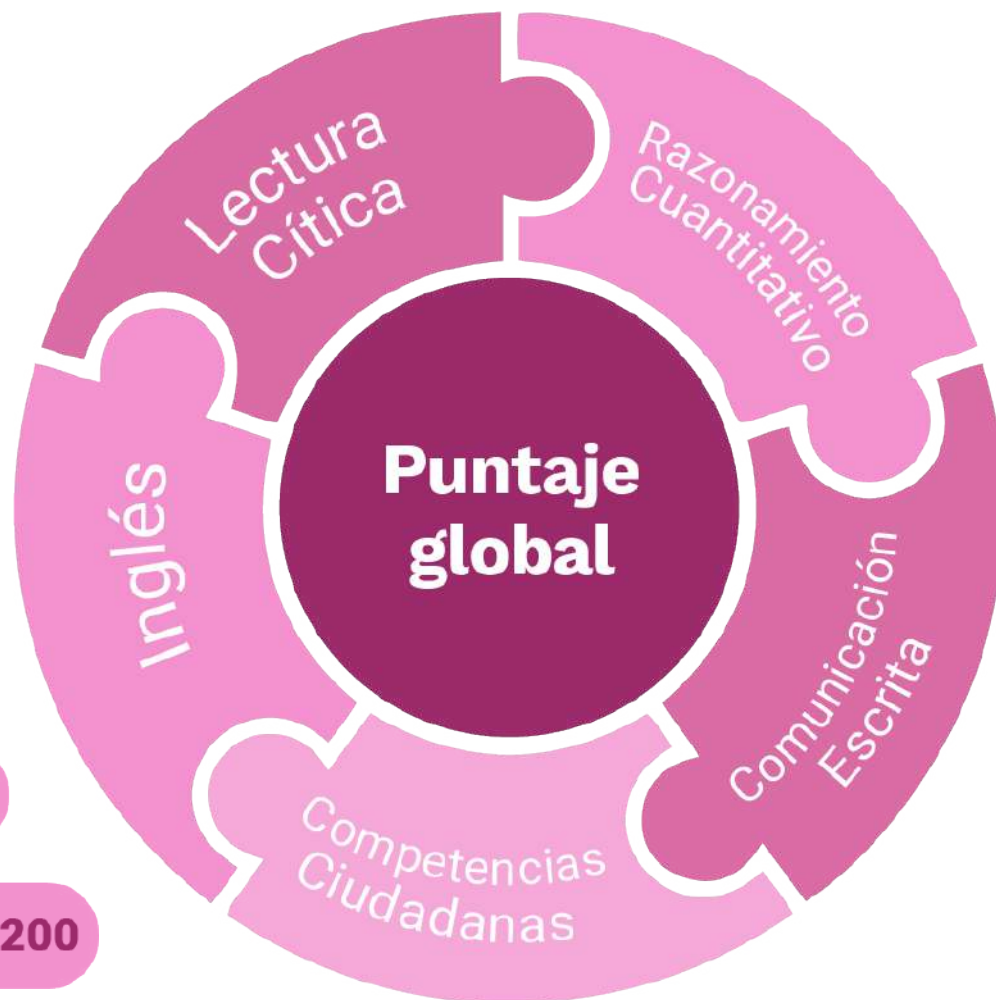 Lectura
Cítica
Razonamiento
Cuantitativo
Puntaje
global
Inglés
Comunicación
Escrita
Competencias
Ciudadanas
200